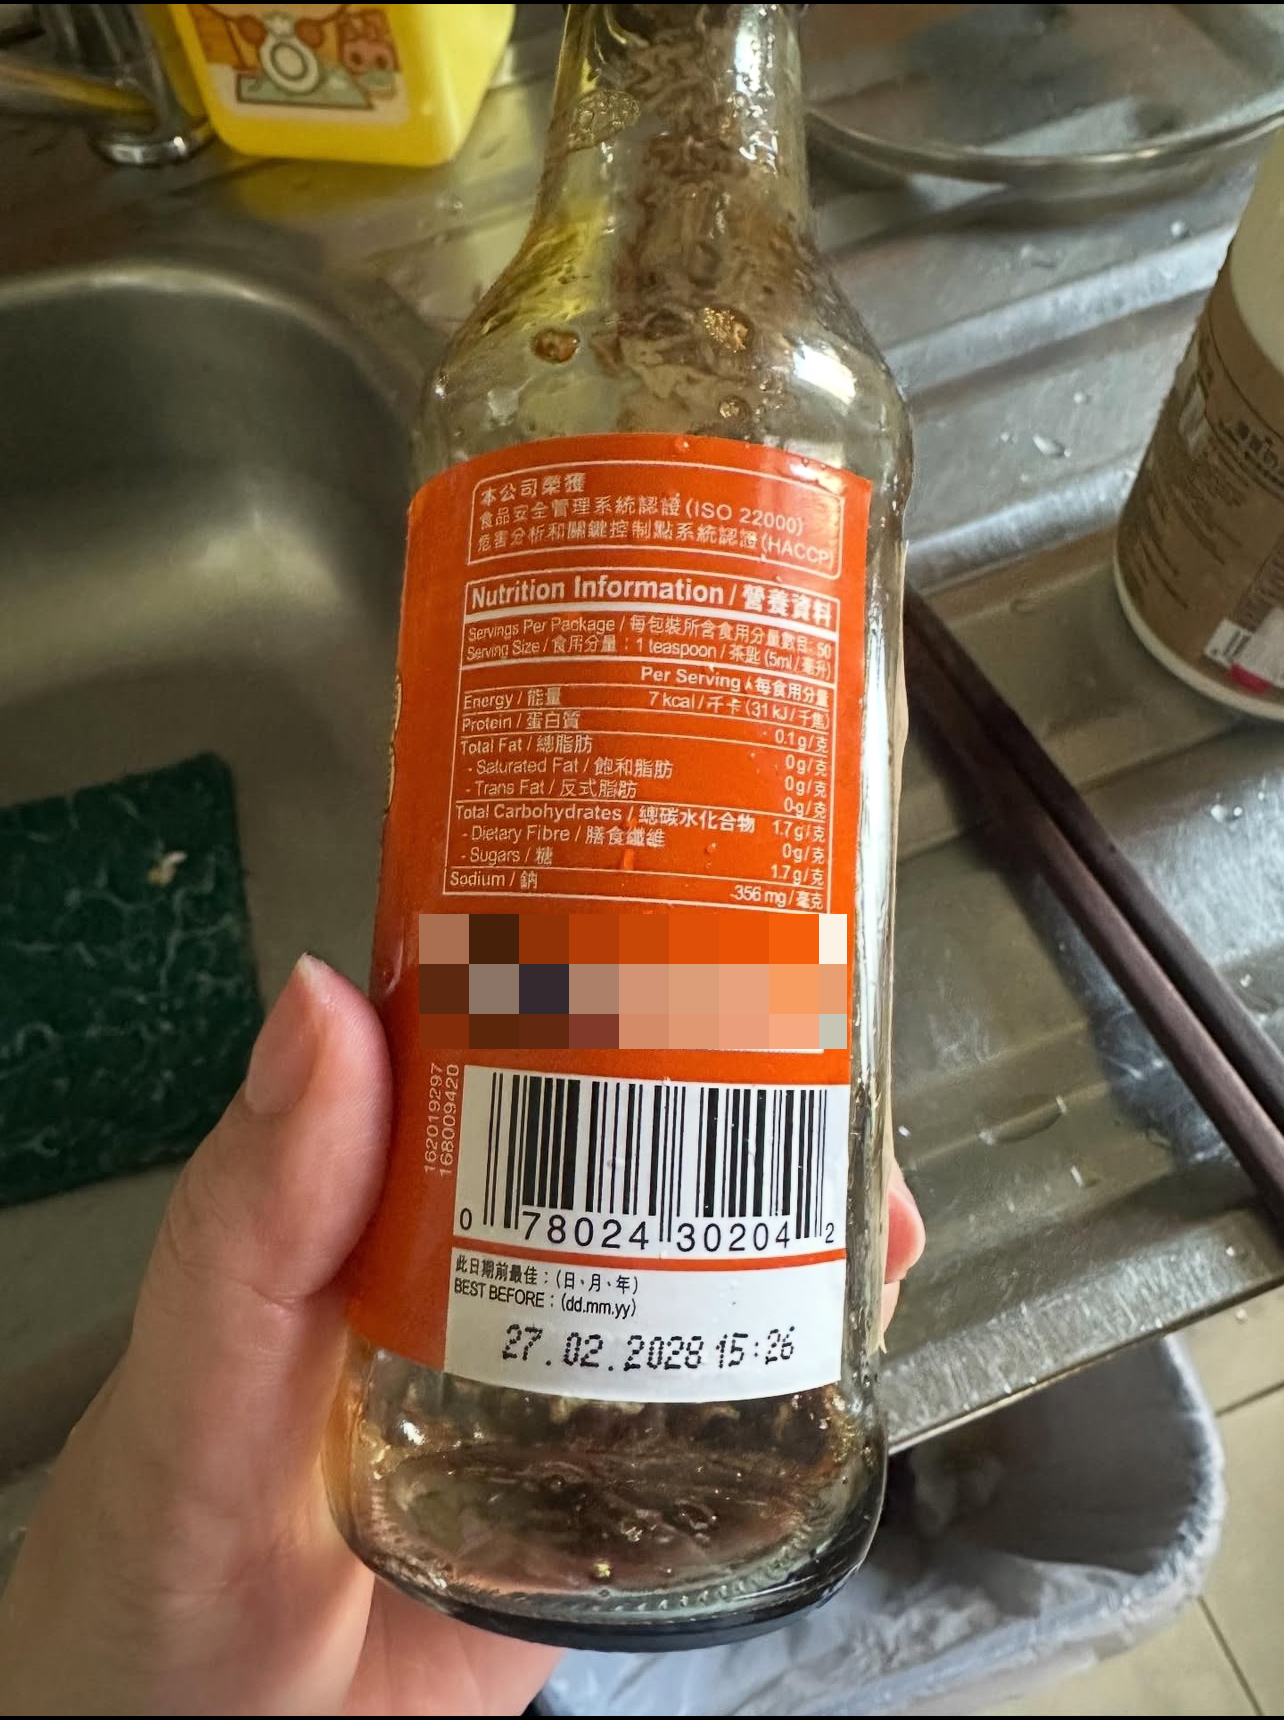 本公司榮獲
食品安全管理系統認證(ISO 22000)
危害分析和關鍵控制點系統認證(HACCP)
Nutrition Information / 營養資料
Servings Per Package / 每包裝所含食用分量數目: 50
Serving Size / 食用分量 : 1 teaspoon / 茶匙 (5ml / 毫升)
Per Serving / 每食用分量
Energy / 能量 7 kcal / 千卡 (31 kJ / 千焦)
Protein / 蛋白質 0.1 g / 克
Total Fat / 總脂肪 0 g / 克
- Saturated Fat / 飽和脂肪 0 g / 克
- Trans Fat / 反式脂肪 0 g / 克
Total Carbohydrates / 總碳水化合物 1.7 g / 克
- Dietary Fibre / 膳食纖維 0 g / 克
- Sugars / 糖 1.7 g / 克
Sodium / 鈉 356 mg / 毫克
162019297
168009420
0 78024 30204 2
此日期前最佳 : (日、月、年)
BEST BEFORE : (dd.mm.yy)
27.02.2028 15:26